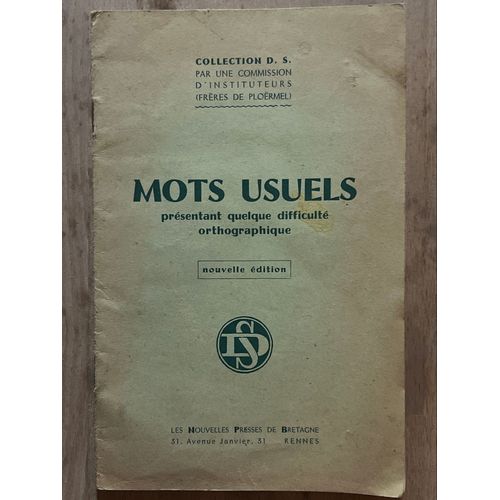 COLLECTION D. S.
PAR UNE COMMISSION
D'INSTITUTEURS
(FRÈRES DE PLOËRMEL)
MOTS USUELS
présentant quelque difficulté
orthographique
nouvelle édition
DS
LES NOUVELLES PRESSES DE BRETAGNE
31, Avenue Janvier, 31 RENNES